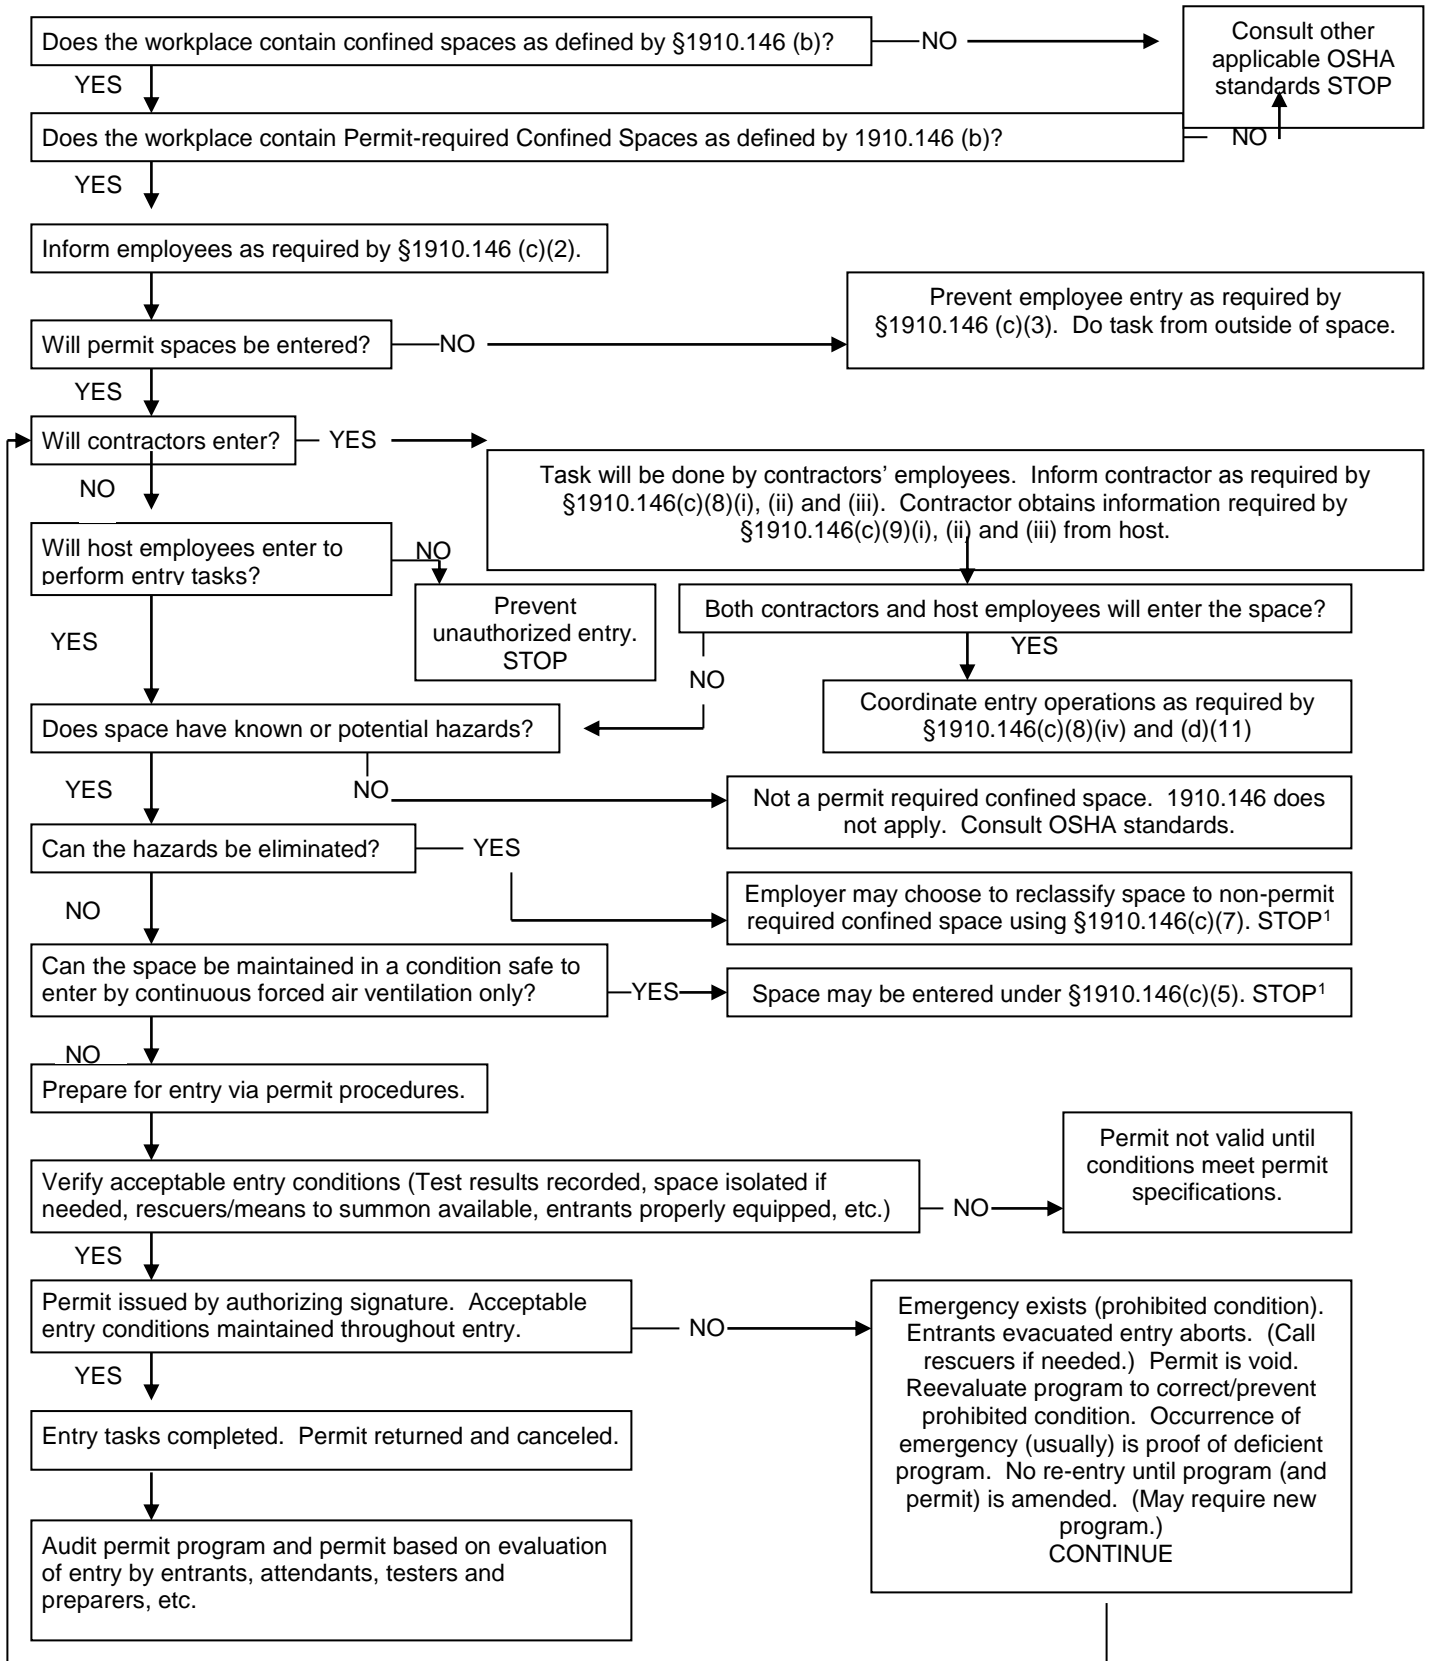 Does the workplace contain confined spaces as defined by §1910.146 (b)?
NO
Consult other
applicable OSHA
standards STOP
YES
Does the workplace contain Permit-required Confined Spaces as defined by 1910.146 (b)?
NO
YES
Inform employees as required by §1910.146 (c)(2).
Prevent employee entry as required by
§1910.146 (c)(3).  Do task from outside of space.
Will permit spaces be entered?
NO
YES
Will contractors enter?
YES
Task will be done by contractors’ employees.  Inform contractor as required by
§1910.146(c)(8)(i), (ii) and (iii).  Contractor obtains information required by
§1910.146(c)(9)(i), (ii) and (iii) from host.
NO
Will host employees enter to
perform entry tasks?
NO
Prevent
unauthorized entry.
STOP
Both contractors and host employees will enter the space?
YES
YES
NO
Coordinate entry operations as required by
§1910.146(c)(8)(iv) and (d)(11)
Does space have known or potential hazards?
YES
NO
Not a permit required confined space.  1910.146 does
not apply.  Consult OSHA standards.
Can the hazards be eliminated?
YES
Employer may choose to reclassify space to non-permit
required confined space using §1910.146(c)(7). STOP¹
NO
Can the space be maintained in a condition safe to
enter by continuous forced air ventilation only?
YES
Space may be entered under §1910.146(c)(5). STOP¹
NO
Prepare for entry via permit procedures.
Permit not valid until
conditions meet permit
specifications.
Verify acceptable entry conditions (Test results recorded, space isolated if
needed, rescuers/means to summon available, entrants properly equipped, etc.)
NO
YES
Permit issued by authorizing signature.  Acceptable
entry conditions maintained throughout entry.
NO
Emergency exists (prohibited condition).
Entrants evacuated entry aborts.  (Call
rescuers if needed.)  Permit is void.
Reevaluate program to correct/prevent
prohibited condition.  Occurrence of
emergency (usually) is proof of deficient
program.  No re-entry until program (and
permit) is amended.  (May require new
program.)
CONTINUE
YES
Entry tasks completed.  Permit returned and canceled.
Audit permit program and permit based on evaluation
of entry by entrants, attendants, testers and
preparers, etc.